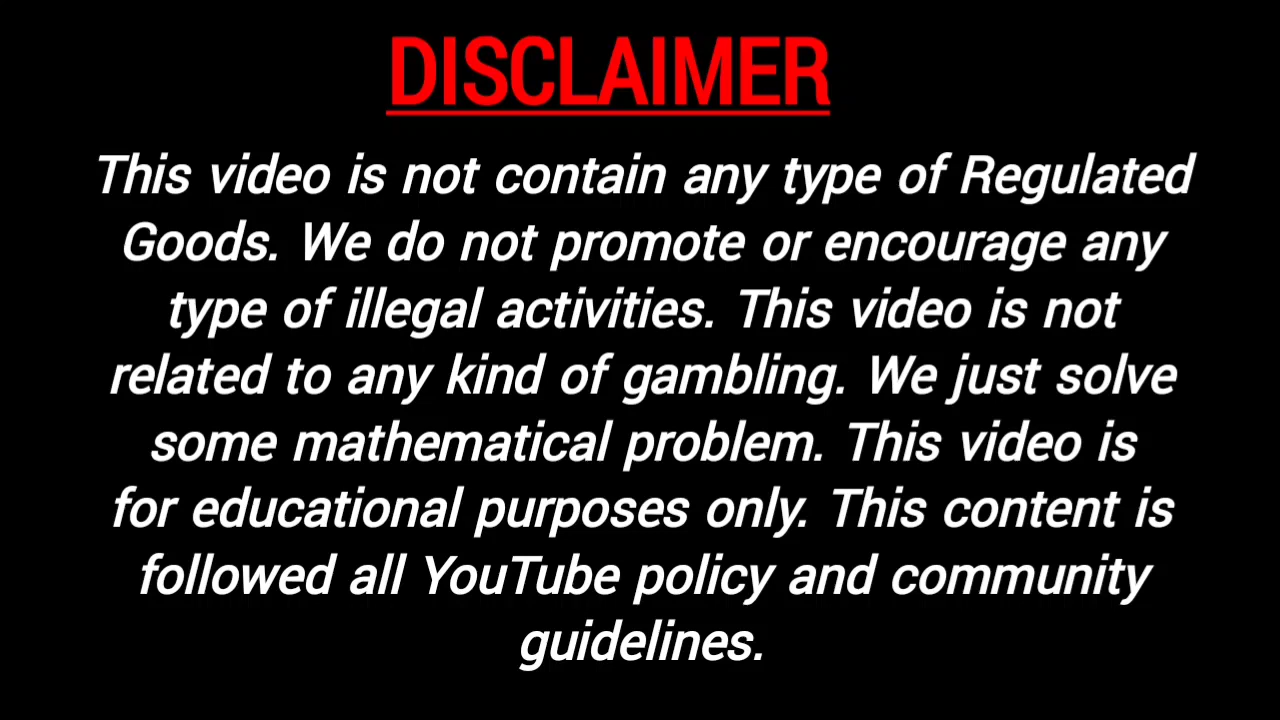 DISCLAIMER
This video is not contain any type of Regulated
Goods. We do not promote or encourage any
type of illegal activities. This video is not
related to any kind of gambling. We just solve
some mathematical problem. This video is
for educational purposes only. This content is
followed all YouTube policy and community
guidelines.